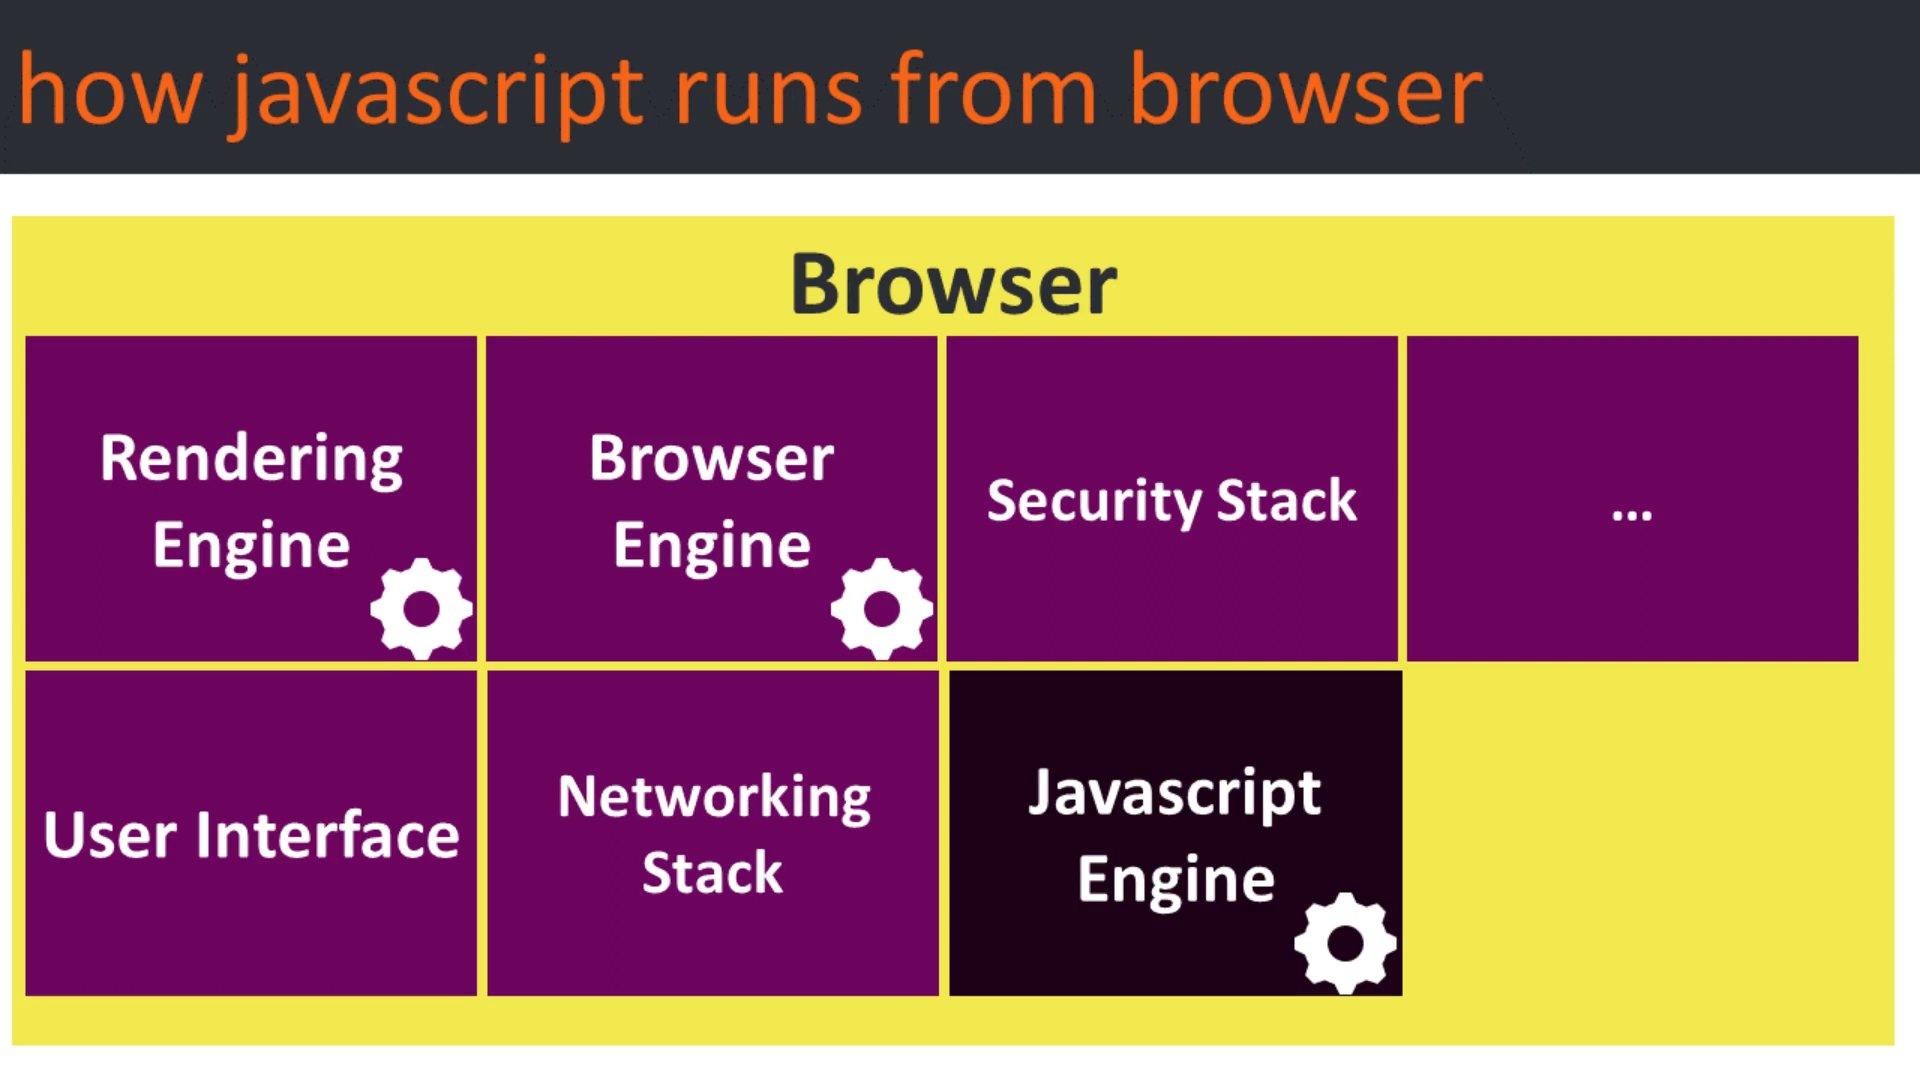 how javascript runs from browser
Browser
Rendering
Engine
Browser
Engine
Security Stack
...
User Interface
Networking
Stack
Javascript
Engine